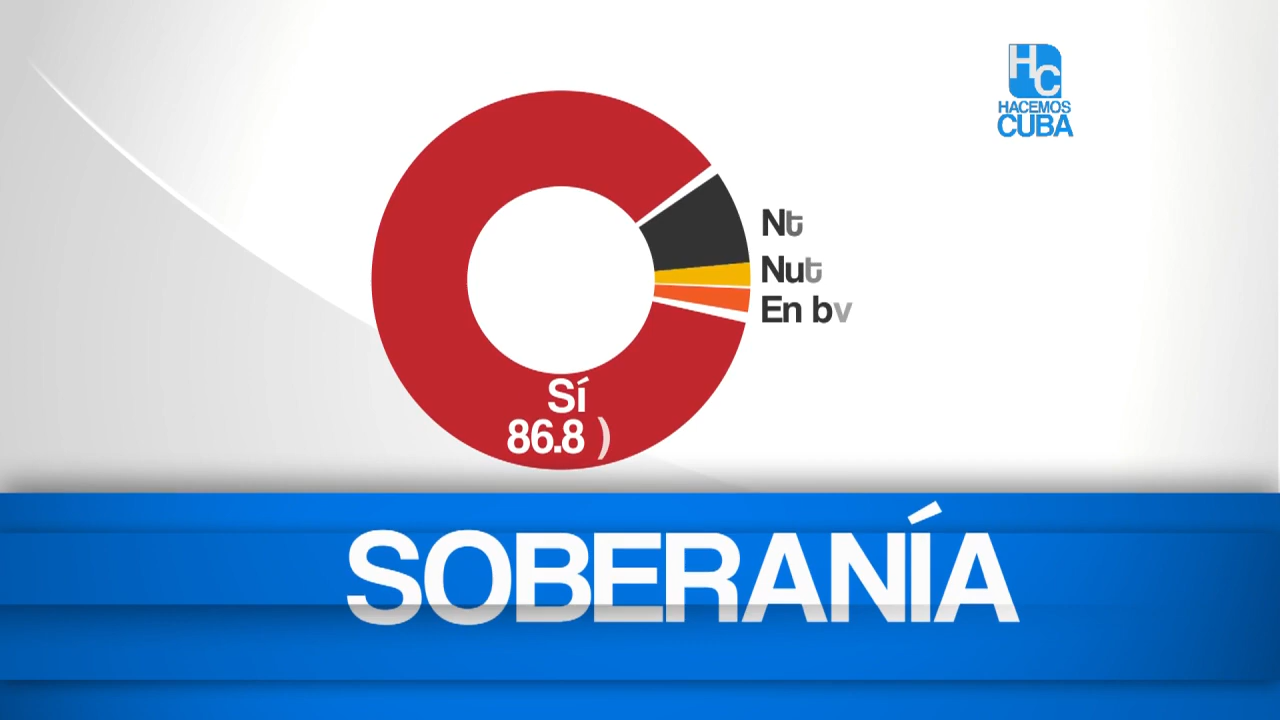 HC
HACEMOS
CUBA
Nt
Nut
En bv
Sí
86.8 )
SOBERANÍA